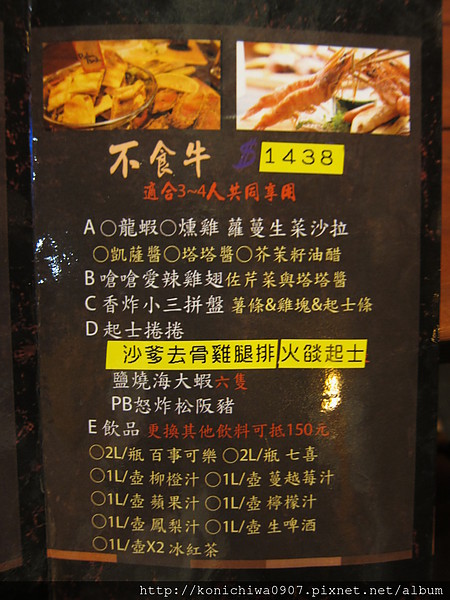 不食牛 $1438
適合3~4人共同享用
A○龍蝦○燻雞 蘿蔓生菜沙拉
○凱薩醬○塔塔醬○芥茉籽油醋
B嗆嗆愛辣雞翅佐芹菜與塔塔醬
C香炸小三拼盤 薯條&雞塊&起士條
D起士捲捲
沙爹去骨雞腿排 火燄起士
鹽燒海大蝦 六隻
PB怒炸松阪豬
E飲品 更換其他飲料可抵150元
○2L/瓶 百事可樂 ○2L/瓶 七喜
○1L/壺 柳橙汁 ○1L/壺 蔓越莓汁
○1L/壺 蘋果汁 ○1L/壺 檸檬汁
○1L/壺 鳳梨汁 ○1L/壺 生啤酒
○1L/壺X2 冰紅茶
http://konichiwa0907.pixnet.net/album